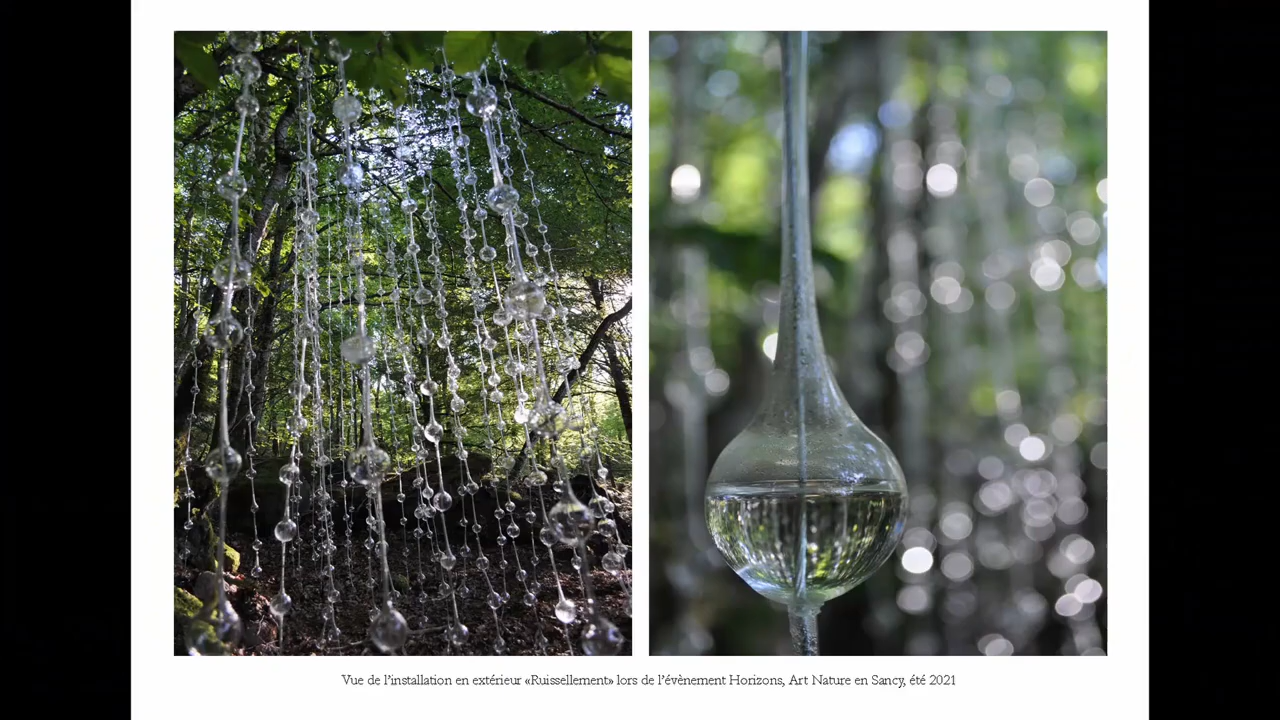 Vue de l'installation en extérieur «Ruissellement» lors de l'évènement Horizons, Art Nature en Sancy, été 2021